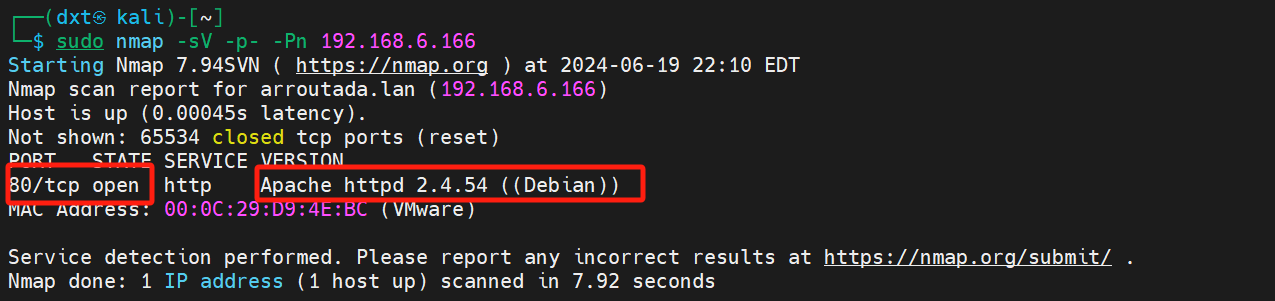 ┌──(dxt㉿ kali)-[~]
└─$ sudo nmap -sV -p- -Pn 192.168.6.166
Starting Nmap 7.94SVN ( https://nmap.org ) at 2024-06-19 22:10 EDT
Nmap scan report for arroutada.lan (192.168.6.166)
Host is up (0.00045s latency).
Not shown: 65534 closed tcp ports (reset)
PORT   STATE SERVICE VERSION
80/tcp open  http    Apache httpd 2.4.54 ((Debian))
MAC Address: 00:0C:29:D9:4E:BC (VMware)
Service detection performed. Please report any incorrect results at https://nmap.org/submit/ .
Nmap done: 1 IP address (1 host up) scanned in 7.92 seconds